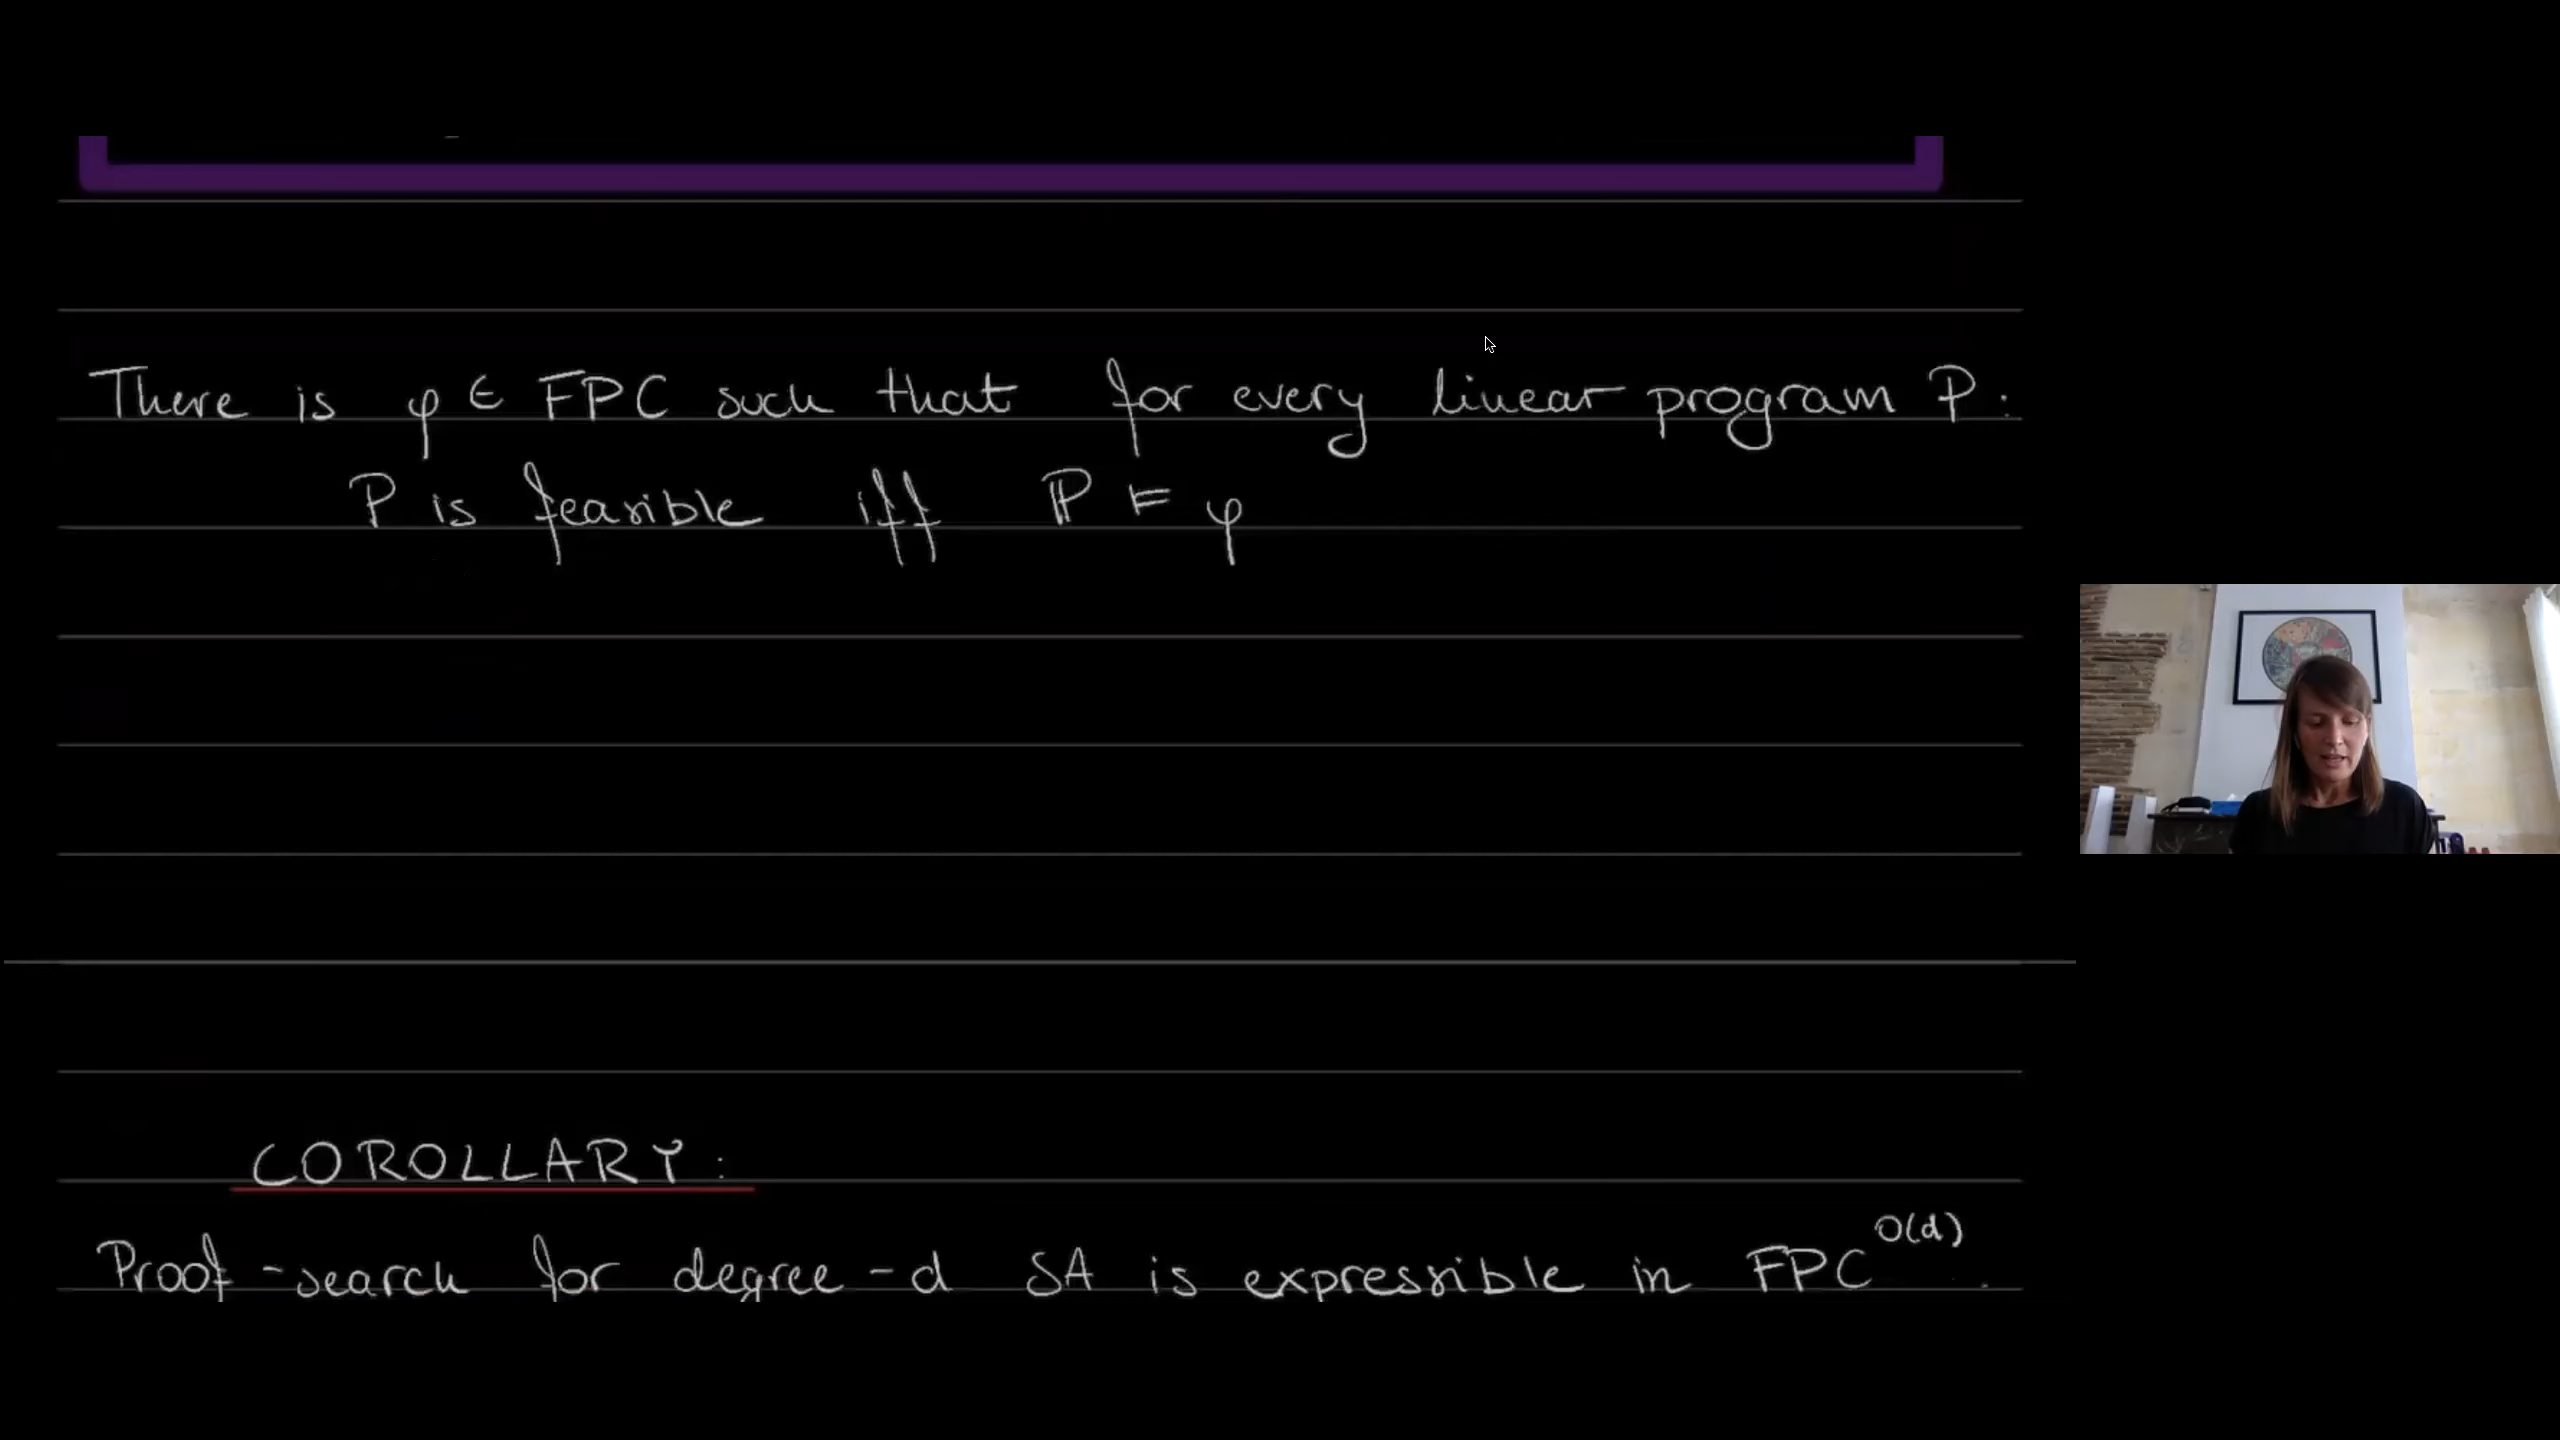 There is φ ∈ FPC such that for every linear program P:
P is feasible iff ℙ ⊨ φ
COROLLARY:
Proof-search for degree-d SA is expressible in FPC^O(d).